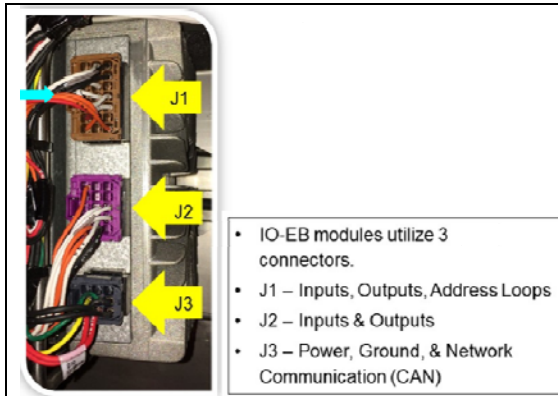 J1
J2
J3
• IO-EB modules utilize 3
connectors.
• J1 – Inputs, Outputs, Address Loops
• J2 – Inputs & Outputs
• J3 – Power, Ground, & Network
Communication (CAN)